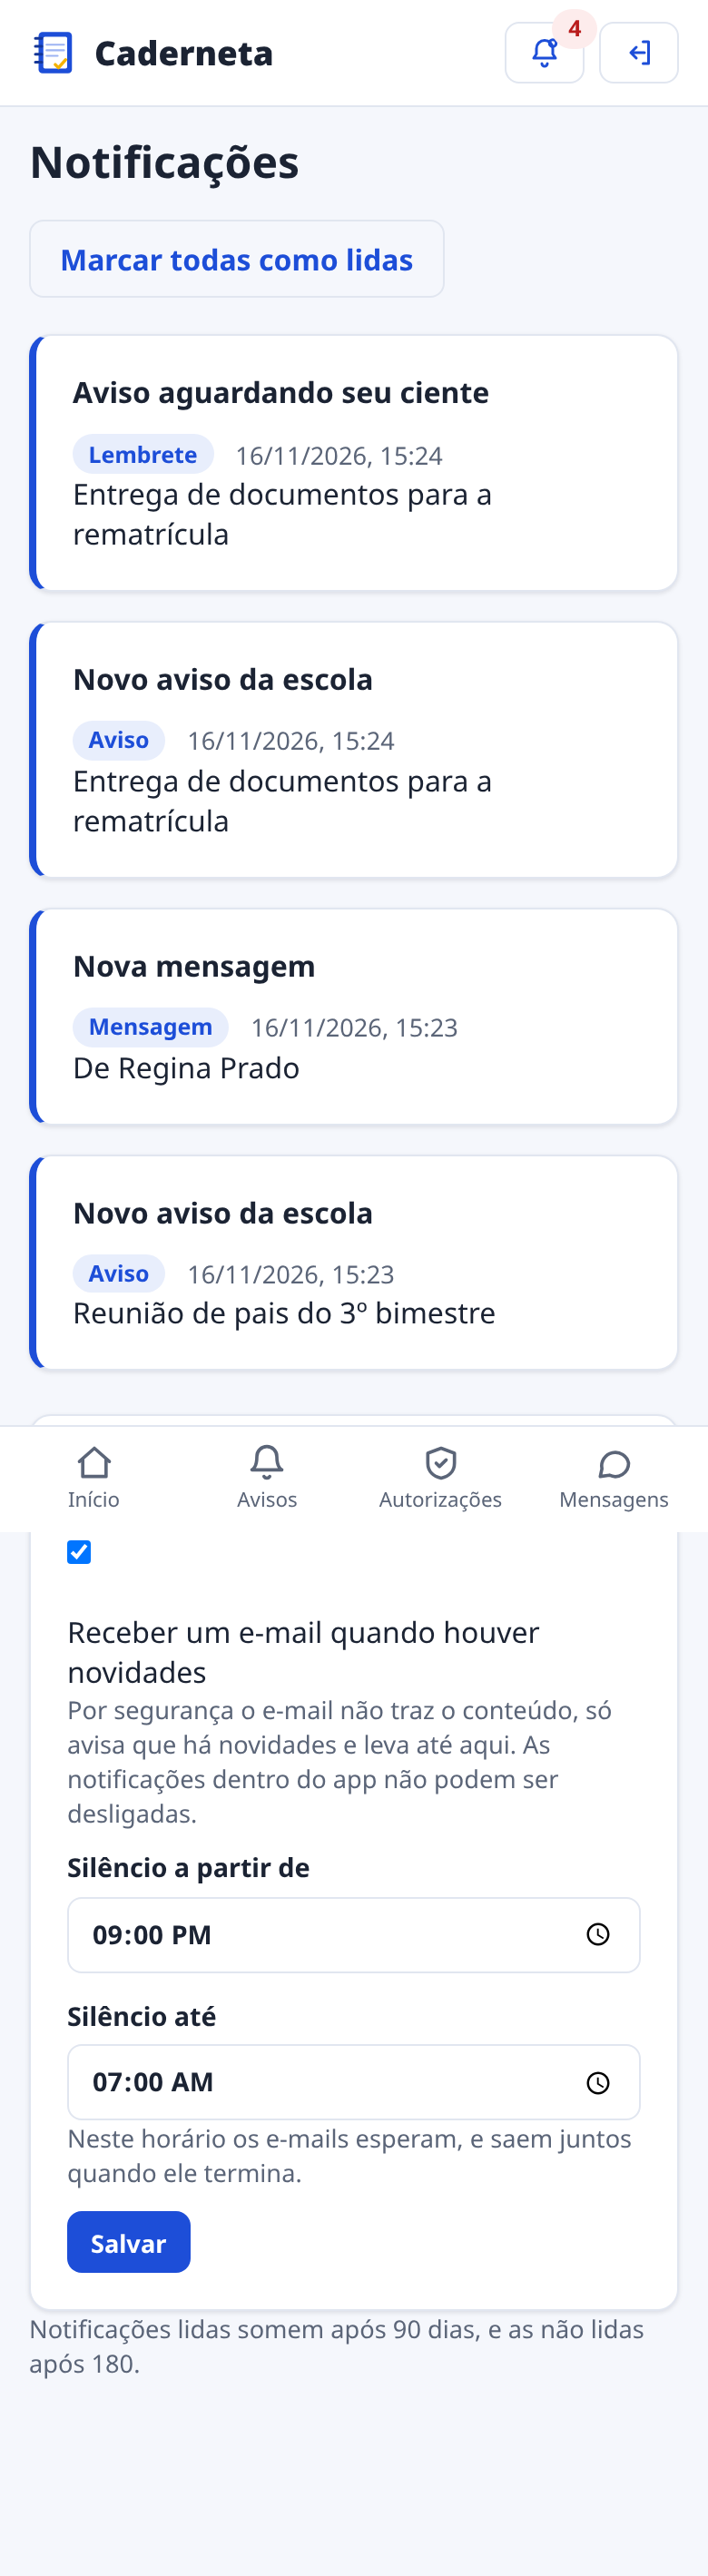 Caderneta
4
Notificações
Marcar todas como lidas
Aviso aguardando seu ciente
Lembrete 16/11/2026, 15:24
Entrega de documentos para a
rematrícula
Novo aviso da escola
Aviso 16/11/2026, 15:24
Entrega de documentos para a
rematrícula
Nova mensagem
Mensagem 16/11/2026, 15:23
De Regina Prado
Novo aviso da escola
Aviso 16/11/2026, 15:23
Reunião de pais do 3º bimestre
Início Avisos Autorizações Mensagens
Receber um e-mail quando houver
novidades
Por segurança o e-mail não traz o conteúdo, só
avisa que há novidades e leva até aqui. As
notificações dentro do app não podem ser
desligadas.
Silêncio a partir de
09:00 PM
Silêncio até
07:00 AM
Neste horário os e-mails esperam, e saem juntos
quando ele termina.
Salvar
Notificações lidas somem após 90 dias, e as não lidas
após 180.